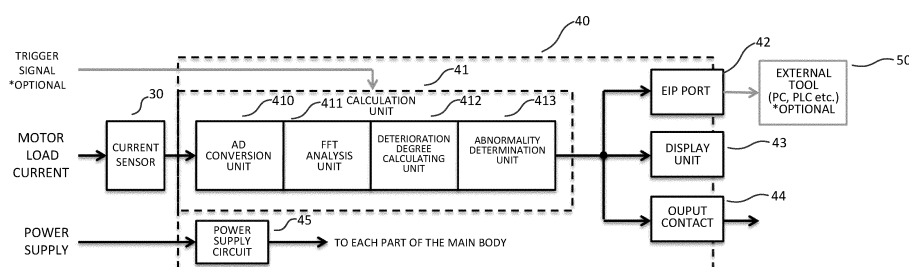 40
TRIGGER
SIGNAL
*OPTIONAL
41
42
50
EIP PORT
EXTERNAL
TOOL
(PC, PLC etc.)
*OPTIONAL
30
410
411
CALCULATION
UNIT
412
413
MOTOR
LOAD
CURRENT
CURRENT
SENSOR
AD
CONVERSION
UNIT
FFT
ANALYSIS
UNIT
DETERIORATION
DEGREE
CALCULATING
UNIT
ABNORMALITY
DETERMINATION
UNIT
DISPLAY
UNIT
43
44
OUPUT
CONTACT
45
POWER
SUPPLY
POWER
SUPPLY
CIRCUIT
TO EACH PART OF THE MAIN BODY